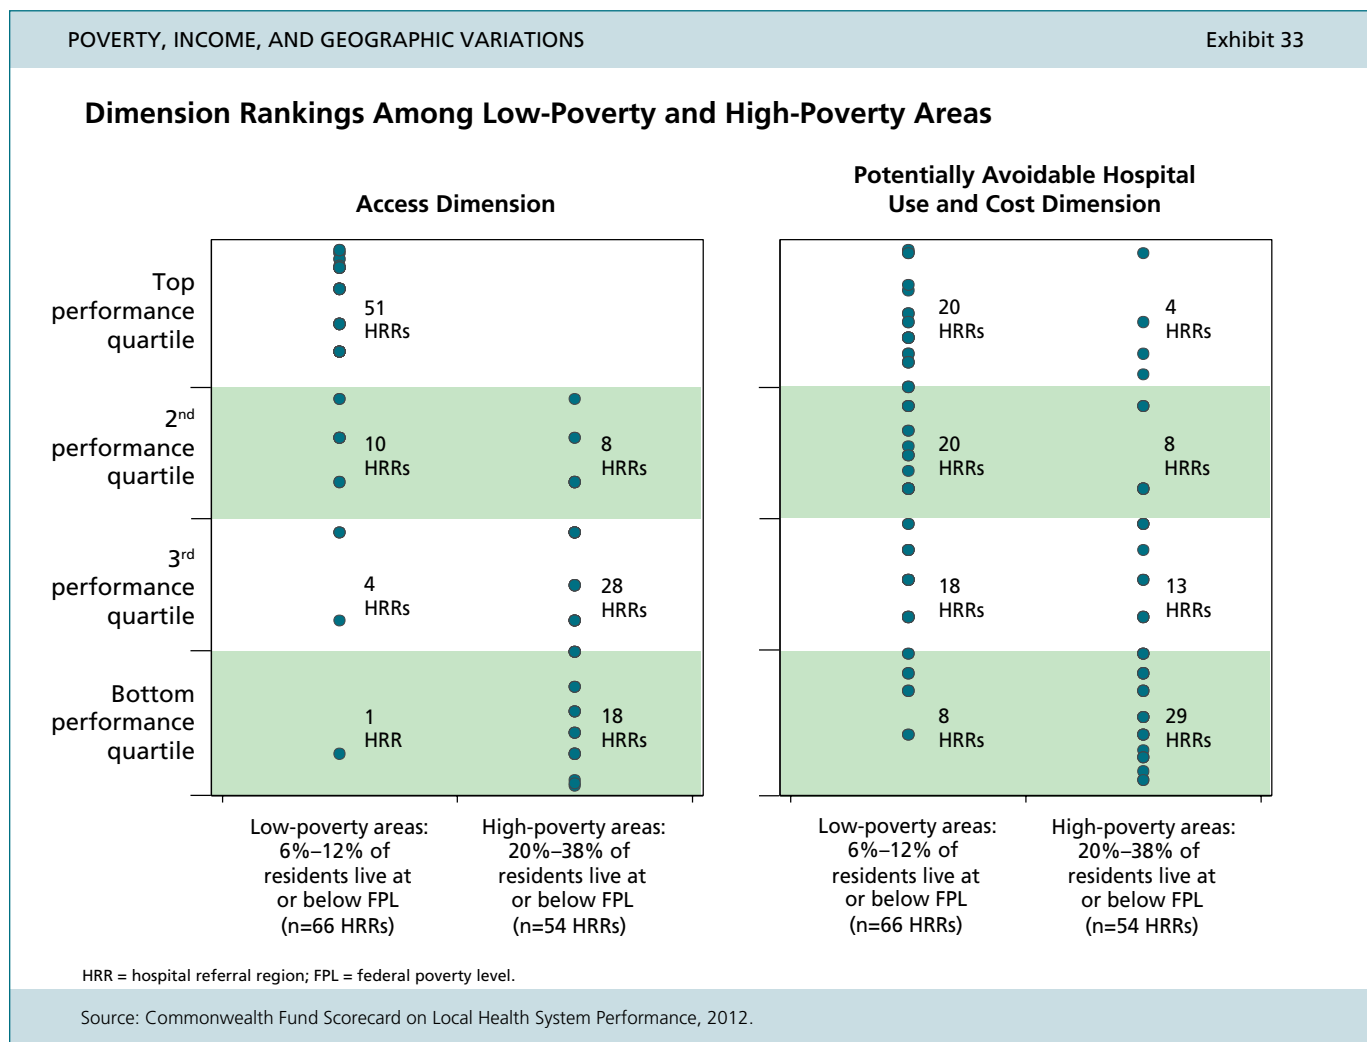 POVERTY, INCOME, AND GEOGRAPHIC VARIATIONS
Exhibit 33
Dimension Rankings Among Low-Poverty and High-Poverty Areas
Access Dimension
Top
performance
quartile
51
HRRs
2nd
performance
quartile
10
HRRs
8
HRRs
3rd
performance
quartile
4
HRRs
28
HRRs
Bottom
performance
quartile
1
HRR
18
HRRs
Low-poverty areas:
6%–12% of
residents live at
or below FPL
(n=66 HRRs)
High-poverty areas:
20%–38% of
residents live at
or below FPL
(n=54 HRRs)
Potentially Avoidable Hospital
Use and Cost Dimension
20
HRRs
4
HRRs
20
HRRs
8
HRRs
18
HRRs
13
HRRs
8
HRRs
29
HRRs
Low-poverty areas:
6%–12% of
residents live at
or below FPL
(n=66 HRRs)
High-poverty areas:
20%–38% of
residents live at
or below FPL
(n=54 HRRs)
HRR = hospital referral region; FPL = federal poverty level.
Source: Commonwealth Fund Scorecard on Local Health System Performance, 2012.